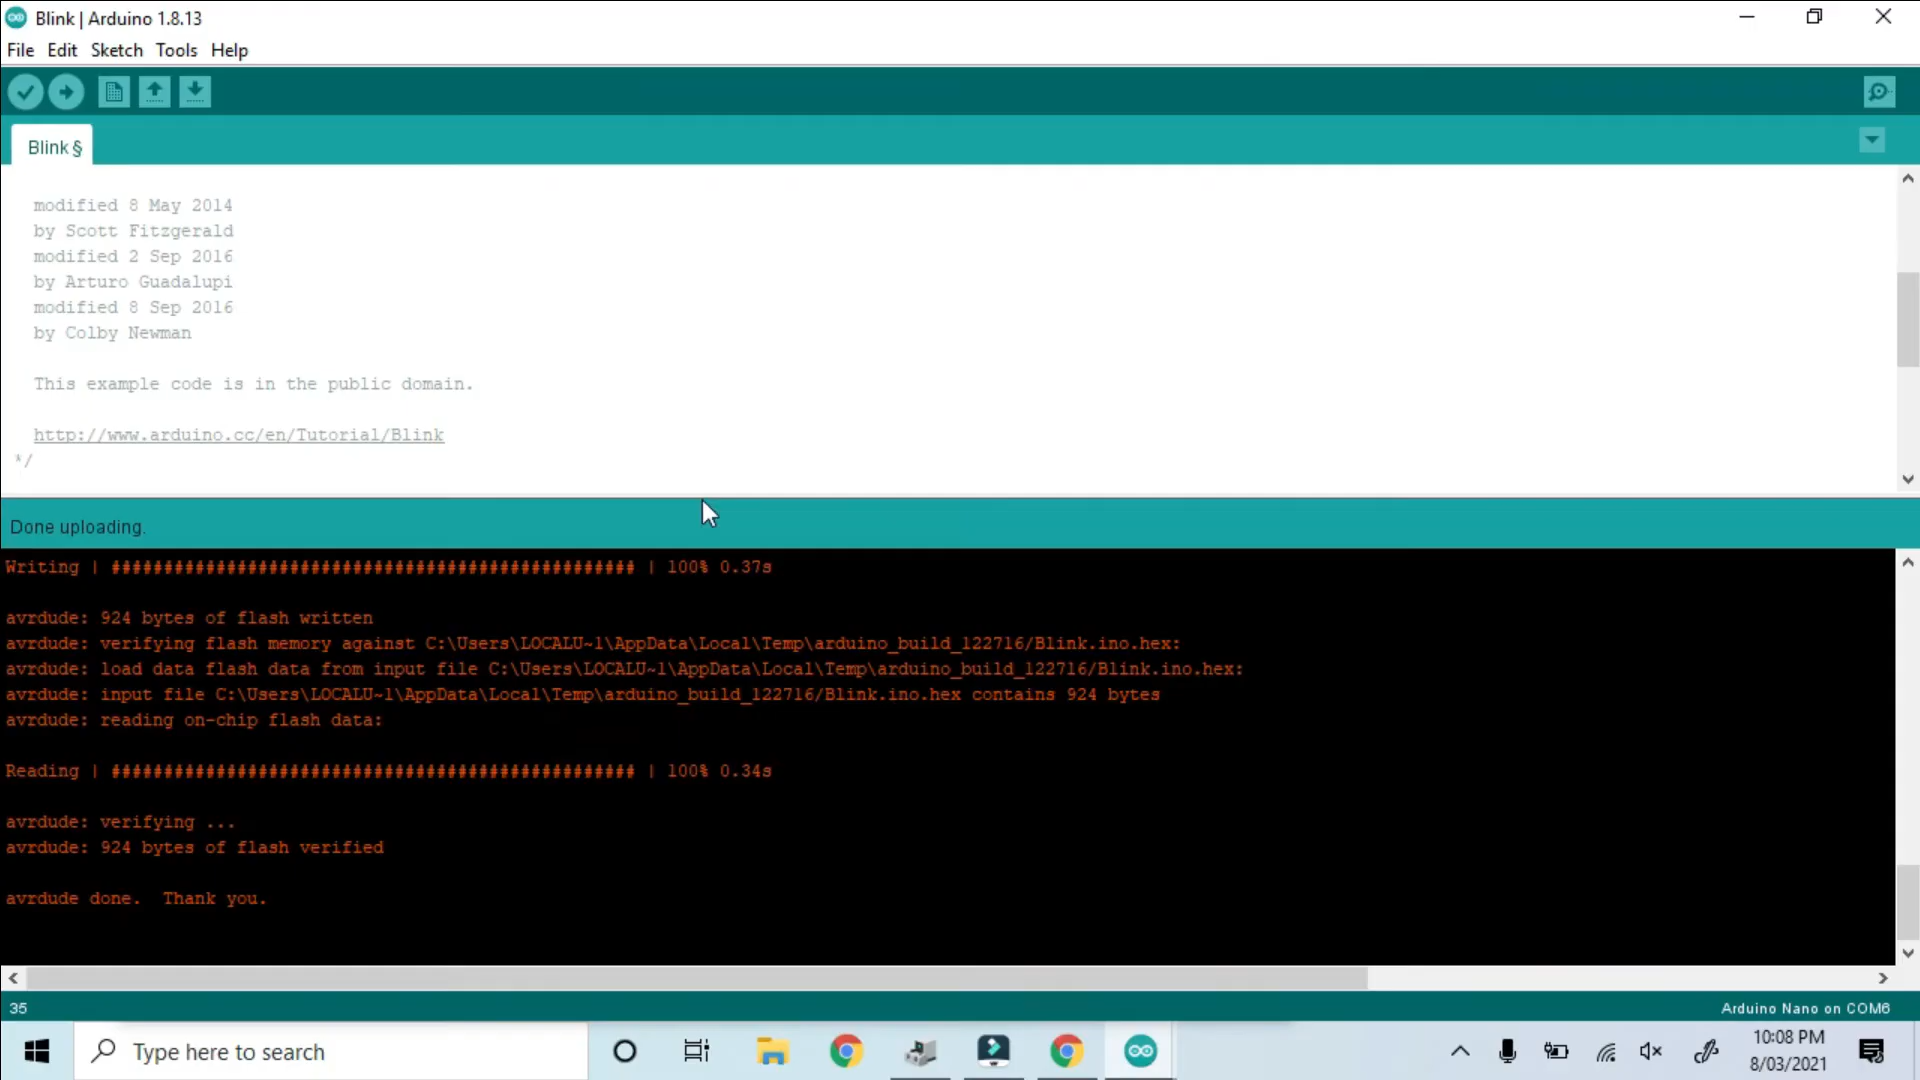 Blink | Arduino 1.8.13
File Edit Sketch Tools Help
Blink §
modified 8 May 2014
by Scott Fitzgerald
modified 2 Sep 2016
by Arturo Guadalupi
modified 8 Sep 2016
by Colby Newman
This example code is in the public domain.
http://www.arduino.cc/en/Tutorial/Blink
*/
Done uploading.
Writing | ################################################## | 100% 0.37s
avrdude: 924 bytes of flash written
avrdude: verifying flash memory against C:\Users\LOCALU~1\AppData\Local\Temp\arduino_build_122716/Blink.ino.hex:
avrdude: load data flash data from input file C:\Users\LOCALU~1\AppData\Local\Temp\arduino_build_122716/Blink.ino.hex:
avrdude: input file C:\Users\LOCALU~1\AppData\Local\Temp\arduino_build_122716/Blink.ino.hex contains 924 bytes
avrdude: reading on-chip flash data:
Reading | ################################################## | 100% 0.34s
avrdude: verifying ...
avrdude: 924 bytes of flash verified
avrdude done.  Thank you.
35
Arduino Nano on COM6
Type here to search
10:08 PM
8/03/2021